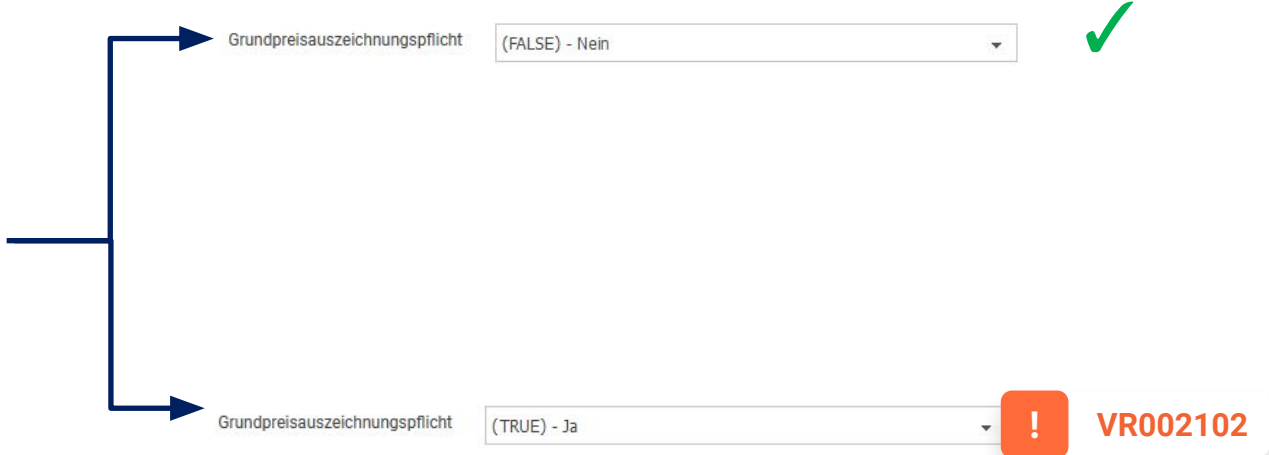 Grundpreisauszeichnungspflicht (FALSE) - Nein
Grundpreisauszeichnungspflicht (TRUE) - Ja ! VR002102